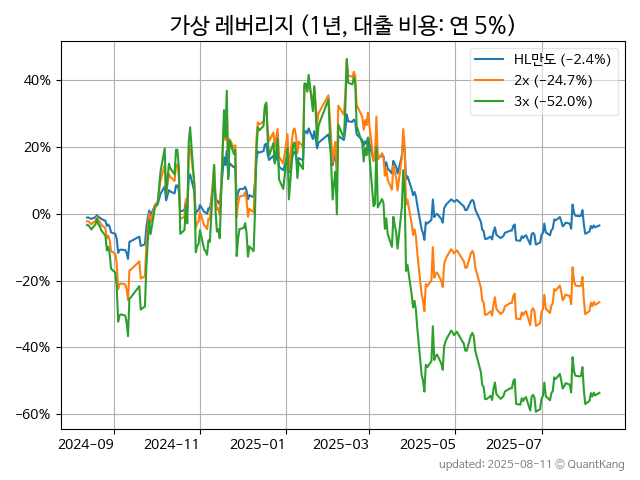 가상 레버리지 (1년, 대출 비용: 연 5%)
HL만도 (−2.4%)
2x (−24.7%)
3x (−52.0%)
40%
20%
0%
−20%
−40%
−60%
2024-09
2024-11
2025-01
2025-03
2025-05
2025-07
updated: 2025-08-11 © QuantKang